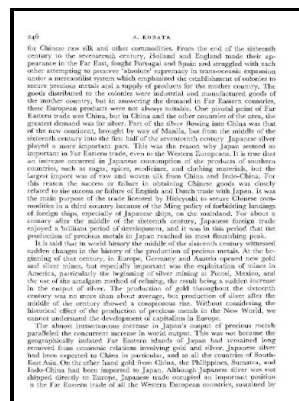 246 A. KOBATA
for Chinese raw silk and other commodities. From the end of the sixteenth
century to the seventeenth century, Holland and England made their ap-
pearance in the Far East, fought Portugal and Spain and struggled with each
other attempting to preserve 'absolute' supremacy in trans-oceanic expansion
under a mercantilist system which emphasized the establishment of colonies to
secure precious metals and a supply of products for the mother country. The
goods distributed to the colonies were industrial and manufactured goods of
the mother country, but in answering the demand in Far Eastern countries,
these European products were not always suitable. One pivotal point of Far
Eastern trade was China, but in China and the other countries of the area, the
greatest demand was for silver. Part of the silver flowing into China was that
of the new continent, brought by way of Manila, but from the middle of the
sixteenth century into the first half of the seventeenth century Japanese silver
played a more important part. This was the reason why Japan seemed so
important in Far Eastern trade, even to the Western Europeans. It is true that
an increase occurred in Japanese consumption of the products of southern
countries, such as sugar, spices, medicines, and clothing materials, but the
largest import was of raw and woven silk from China and Indo-China. For
this reason the success or failure in obtaining Chinese goods was closely
related to the success or failure of English and Dutch trade with Japan. It was
the main purpose of the trade licensed by Hideyoshi to secure Chinese com-
modities in a third country because of the Ming policy of forbidding landings
of foreign ships, especially of Japanese ships, on the mainland. For about a
century after the middle of the sixteenth century, Japanese foreign trade
enjoyed a brilliant period of development, and it was in this period that the
production of precious metals in Japan resulted in most flourishing peak.
It is said that in world history the middle of the sixteenth century witnessed
sudden changes in the history of the production of precious metals. At the be-
ginning of that century, in Europe, Germany and Austria opened new gold
and silver mines, but especially important was the exploitation of mines in
America, particularly the beginning of silver mining at Potosí, Mexico, and
the use of the amalgam method of refining, the result being a sudden increase
in the output of silver. The production of gold throughout the sixteenth
century was no more than about average, but production of silver after the
middle of the century showed a conspicuous rise. Without considering the
historical effect of the production of precious metals in the New World, we
cannot understand the development of capitalism in Europe.
The almost instantaneous increase in Japan's output of precious metals
paralleled the concurrent increase in world output. This was not because the
geographically isolated Far Eastern islands of Japan had remained long
removed from economic relations involving gold and silver. Japanese silver
had been exported to China in particular, and to all the countries of South-
East Asia. On the other hand gold from China, the Philippines, Sumatra, and
Indo-China had been imported to Japan. Although Japanese silver was not
shipped directly to Europe, Japanese trade occupied an important position
in the Far Eastern trade of all the Western European countries, sustained by